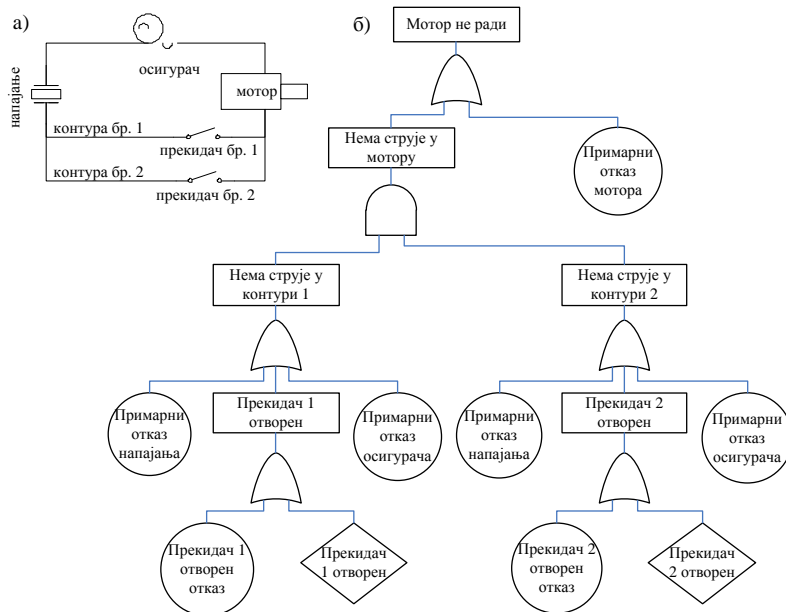 а)
осигурач
напајање
мотор
контура бр. 1
прекидач бр. 1
контура бр. 2
прекидач бр. 2
б)
Мотор не ради
Нема струје у
мотору
Примарни
отказ
мотора
Нема струје у
контури 1
Нема струје у
контури 2
Примарни
отказ
напајања
Прекидач 1
отворен
Примарни
отказ
осигурача
Примарни
отказ
напајања
Прекидач 2
отворен
Примарни
отказ
осигурача
Прекидач 1
отворен
отказ
Прекидач
1 отворен
Прекидач 2
отворен
отказ
Прекидач
2 отворен